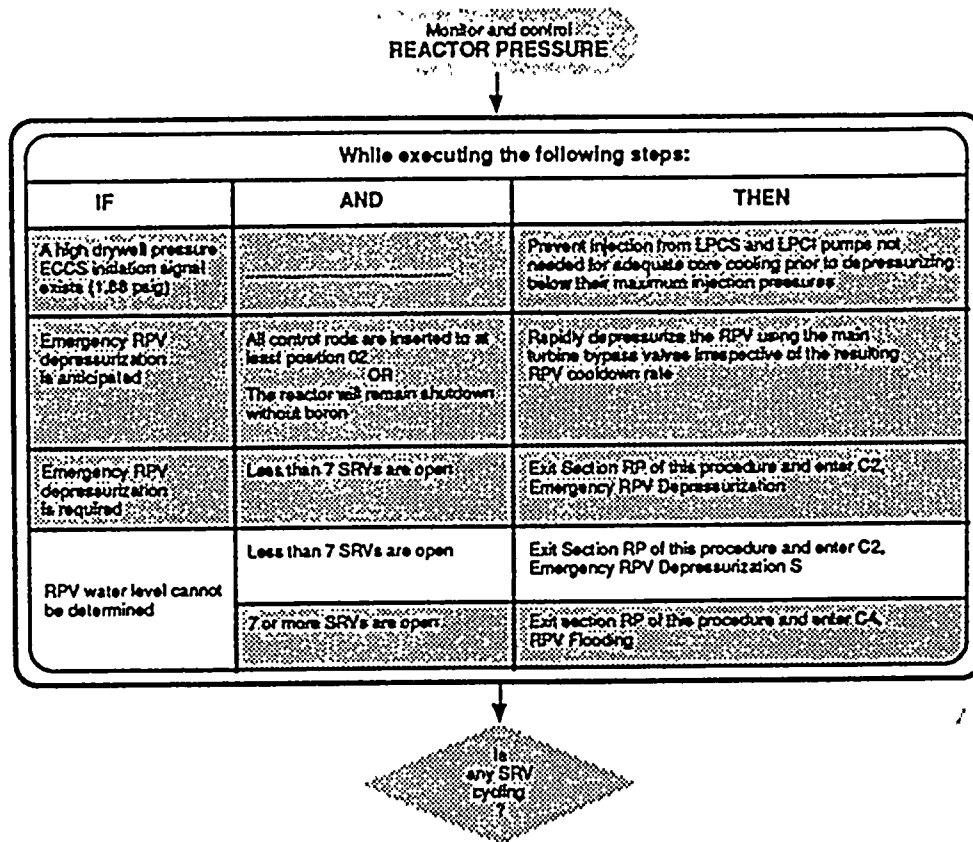 Monitor and control
REACTOR PRESSURE
While executing the following steps:
IF
AND
THEN
A high drywell pressure
ECCS initiation signal
exists (1.68 psig)
Prevent injection from LPCS and LPCI pumps not
needed for adequate core cooling prior to depressurizing
below their maximum injection pressures
Emergency RPV
depressurization
is anticipated
All control rods are inserted to at
least position 02
OR
The reactor will remain shutdown
without boron
Rapidly depressurize the RPV using the main
turbine bypass valves irrespective of the resulting
RPV cooldown rate
Emergency RPV
depressurization
is required
Less than 7 SRVs are open
Exit Section RP of this procedure and enter C2,
Emergency RPV Depressurization
RPV water level cannot
be determined
Less than 7 SRVs are open
Exit Section RP of this procedure and enter C2,
Emergency RPV Depressurization S
7 or more SRVs are open
Exit section RP of this procedure and enter C4,
RPV Flooding
Is
any SRV
cycling
?